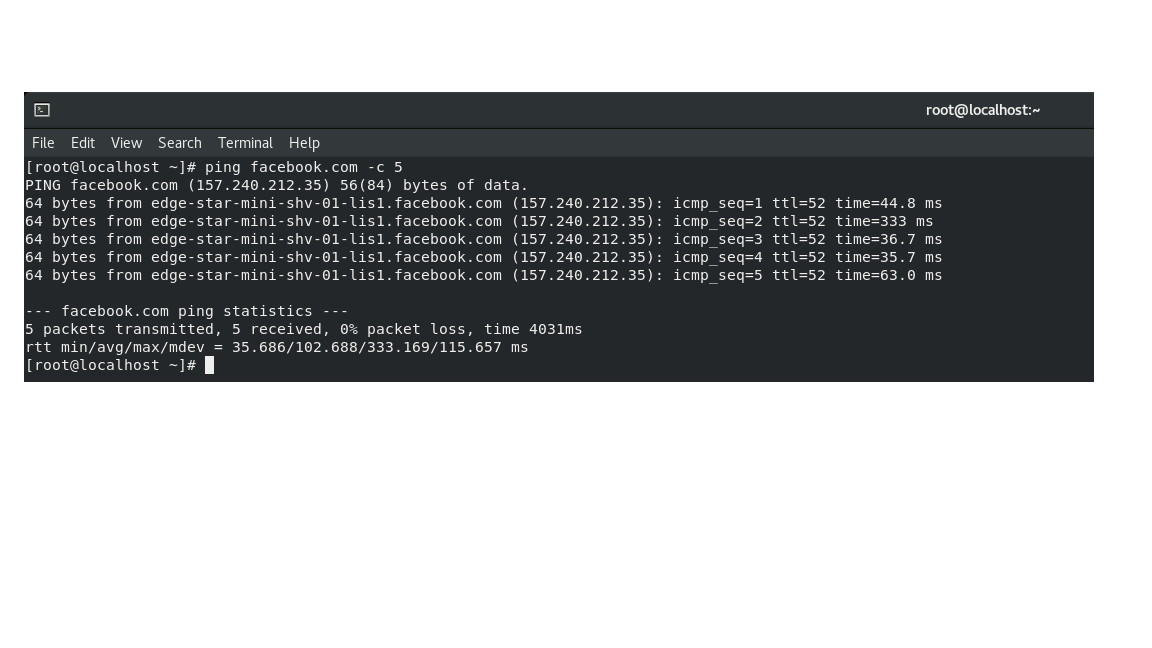 root@localhost:~
File Edit View Search Terminal Help
[root@localhost ~]# ping facebook.com -c 5
PING facebook.com (157.240.212.35) 56(84) bytes of data.
64 bytes from edge-star-mini-shv-01-lis1.facebook.com (157.240.212.35): icmp_seq=1 ttl=52 time=44.8 ms
64 bytes from edge-star-mini-shv-01-lis1.facebook.com (157.240.212.35): icmp_seq=2 ttl=52 time=333 ms
64 bytes from edge-star-mini-shv-01-lis1.facebook.com (157.240.212.35): icmp_seq=3 ttl=52 time=36.7 ms
64 bytes from edge-star-mini-shv-01-lis1.facebook.com (157.240.212.35): icmp_seq=4 ttl=52 time=35.7 ms
64 bytes from edge-star-mini-shv-01-lis1.facebook.com (157.240.212.35): icmp_seq=5 ttl=52 time=63.0 ms
--- facebook.com ping statistics ---
5 packets transmitted, 5 received, 0% packet loss, time 4031ms
rtt min/avg/max/mdev = 35.686/102.688/333.169/115.657 ms
[root@localhost ~]#